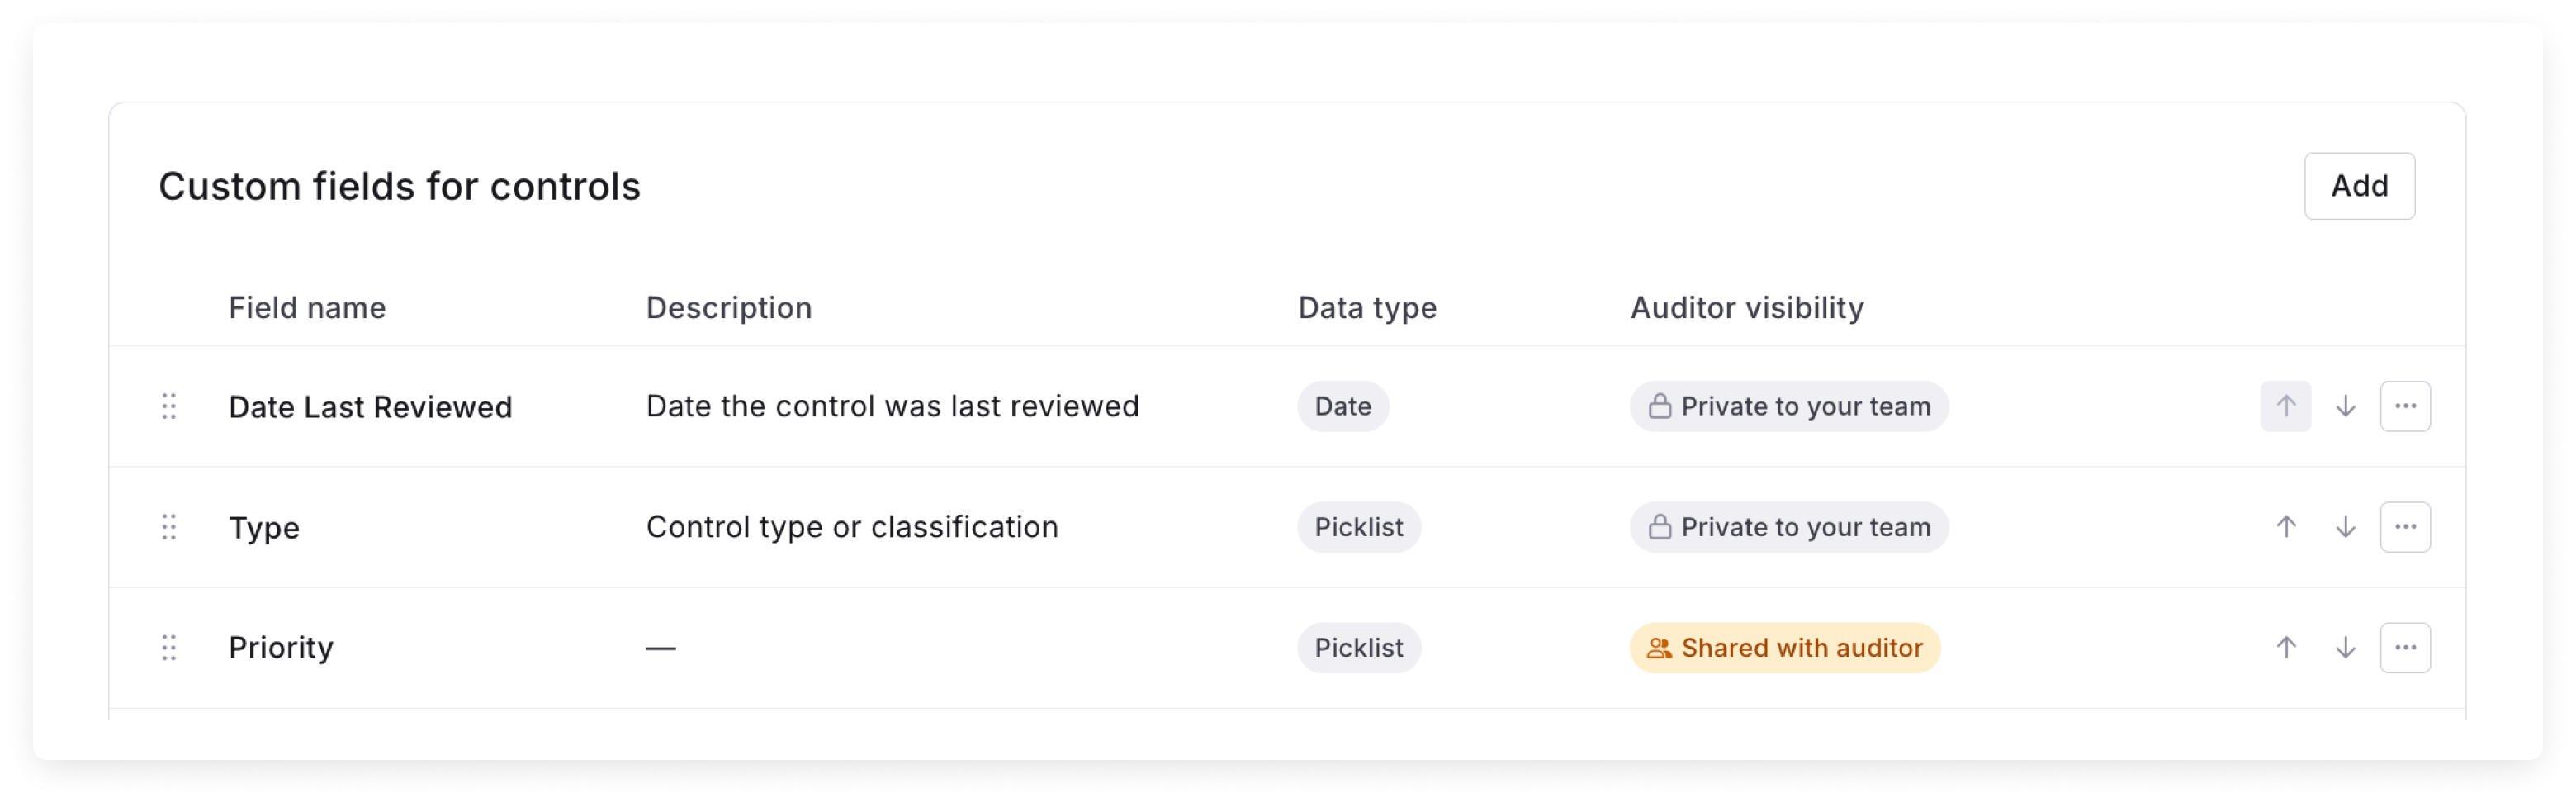 Custom fields for controls
Add
Field name Description Data type Auditor visibility
Date Last Reviewed Date the control was last reviewed Date Private to your team
Type Control type or classification Picklist Private to your team
Priority — Picklist Shared with auditor